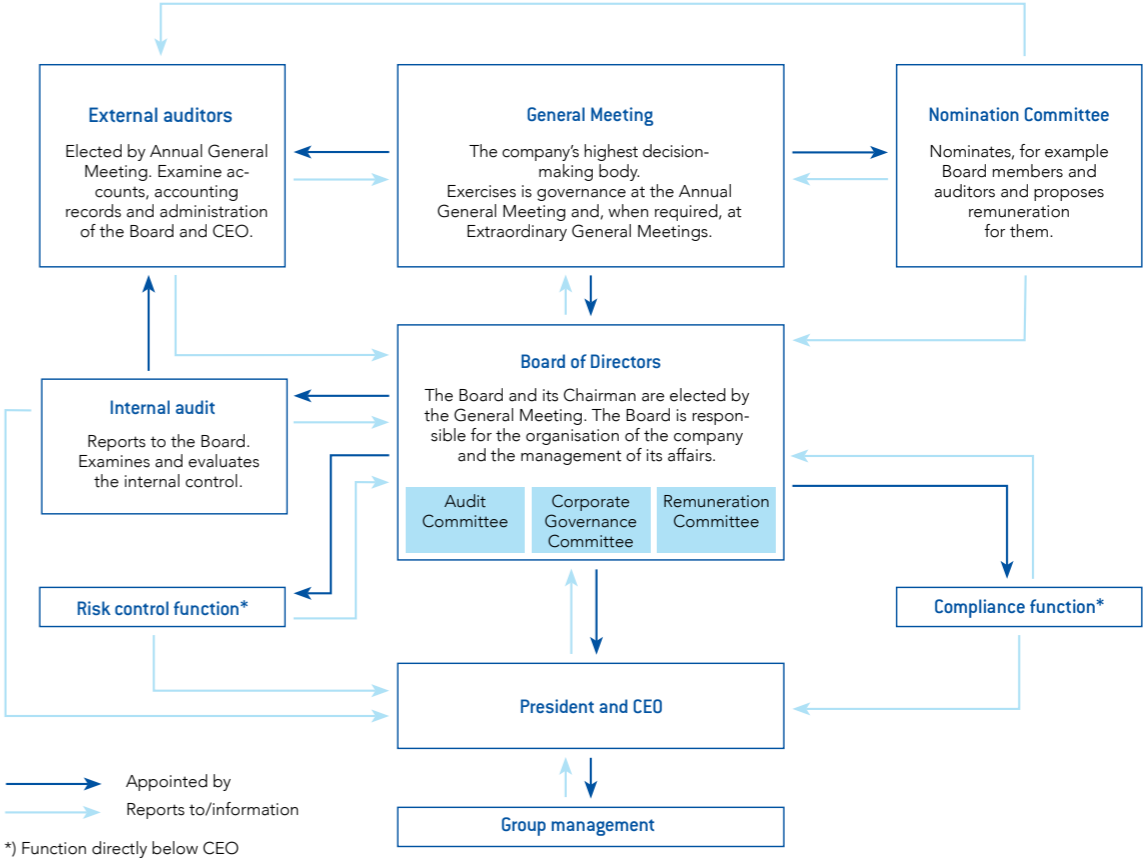 External auditors
Elected by Annual General
Meeting. Examine ac-
counts, accounting
records and administration
of the Board and CEO.
General Meeting
The company's highest decision-
making body.
Exercises is governance at the Annual
General Meeting and, when required, at
Extraordinary General Meetings.
Nomination Committee
Nominates, for example
Board members and
auditors and proposes
remuneration
for them.
Board of Directors
The Board and its Chairman are elected by
the General Meeting. The Board is respon-
sible for the organisation of the company
and the management of its affairs.
Audit
Committee
Corporate
Governance
Committee
Remuneration
Committee
Internal audit
Reports to the Board.
Examines and evaluates
the internal control.
Risk control function*
Compliance function*
President and CEO
Group management
Appointed by
Reports to/information
*) Function directly below CEO